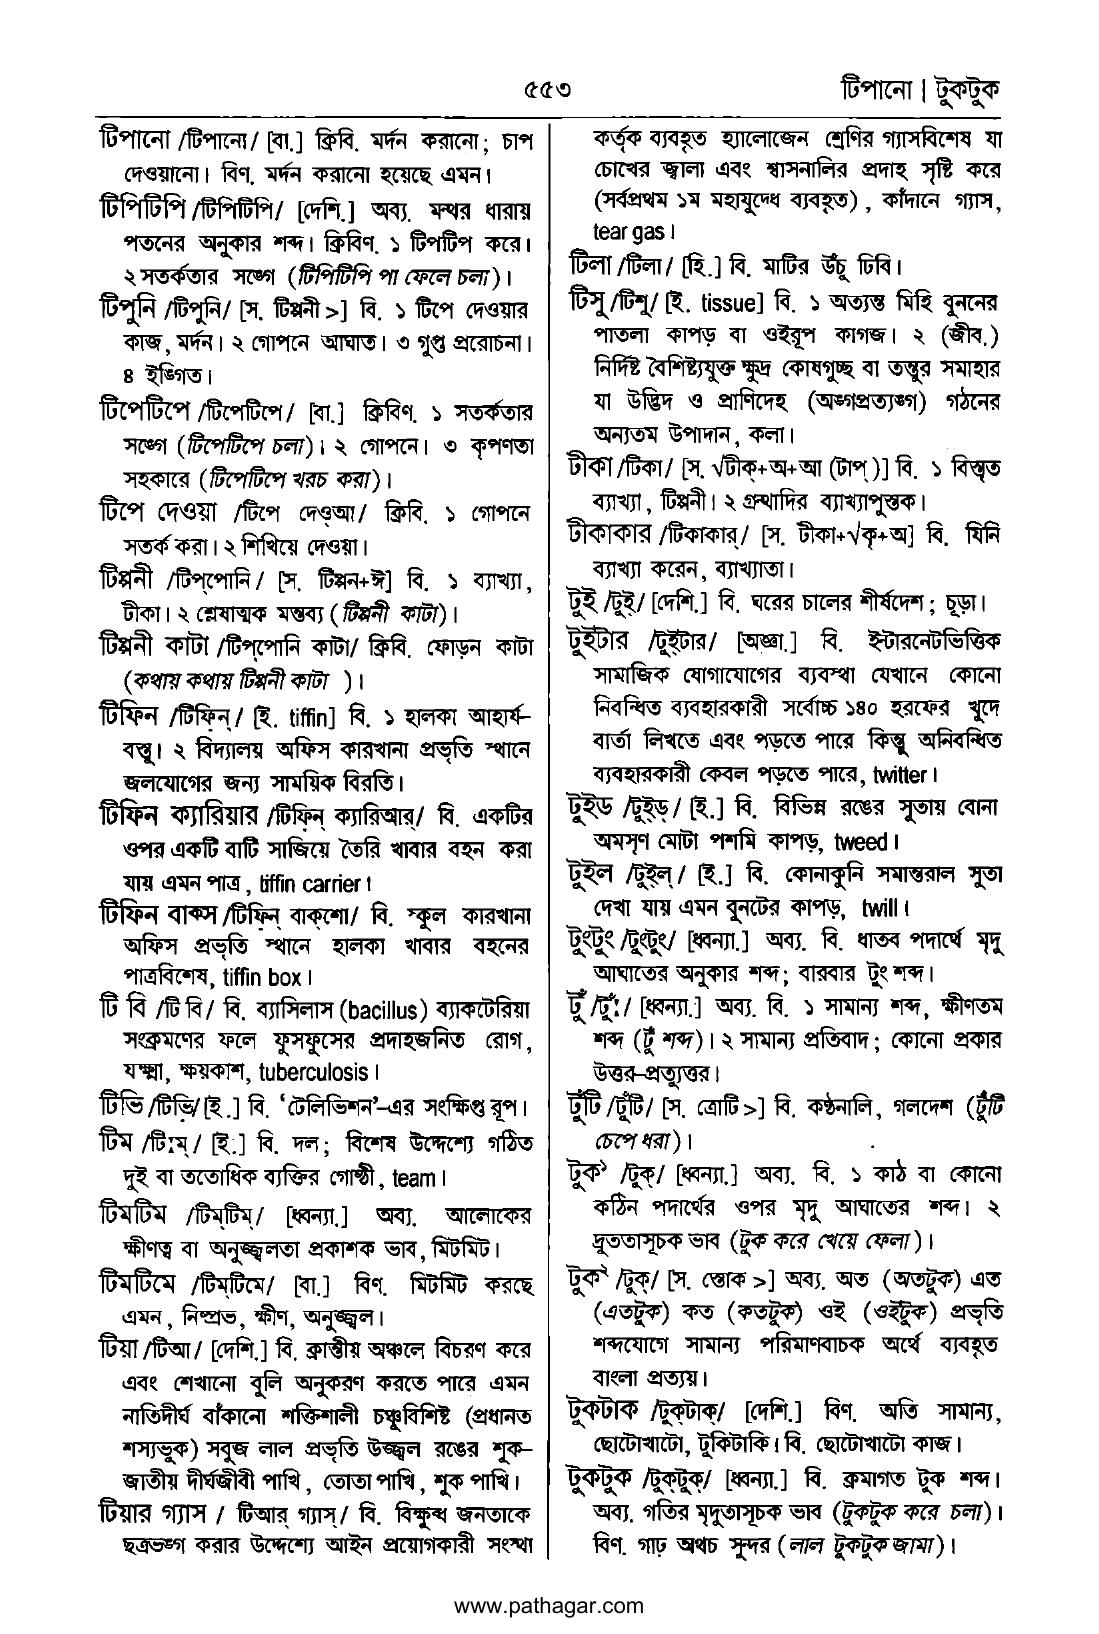 ৫৫৩
টিপানো | টুকটুক
টিপানো /টিপানো/ [বা.] ক্রিবি. মর্দন করানো; চাপ
দেওয়ানো। বিণ. মর্দন করানো হয়েছে এমন।
টিপিটিপি /টিপিটিপি/ [দেশি.] অব্য. মন্থর ধারায়
পতনের অনুকার শব্দ। ক্রিবিণ. ১ টিপটিপ করে।
২ সতর্কতার সঙ্গে (টিপিটিপি পা ফেলে চলা)।
টিপুনি /টিপুনি/ [স. টিপ্পনী >] বি. ১ টিপে দেওয়ার
কাজ, মর্দন। ২ গোপনে আঘাত। ৩ গুপ্ত প্ররোচনা।
৪ ইঙ্গিত।
টিপেটিপে /টিপেটিপে/ [বা.] ক্রিবিণ. ১ সতর্কতার
সঙ্গে (টিপেটিপে চলা)। ২ গোপনে। ৩ কৃপণতা
সহকারে (টিপেটিপে খরচ করা)।
টিপে দেওয়া /টিপে দেও্আ/ ক্রিবি. ১ গোপনে
সতর্ক করা। ২ শিখিয়ে দেওয়া।
টিপ্পনী /টিপ্পোনি/ [স. টিপ্পন+ঈ] বি. ১ ব্যাখ্যা,
টীকা। ২ শ্লেষাত্মক মন্তব্য (টিপ্পনী কাটা)।
টিপ্পনী কাটা /টিপ্পোনি কাটা/ ক্রিবি. ফোড়ন কাটা
(কথায় কথায় টিপ্পনী কাটা )।
টিফিন /টিফি়ন্/ [ই. tiffin] বি. ১ হালকা আহার্য-
বস্তু। ২ বিদ্যালয় অফিস কারখানা প্রভৃতি স্থানে
জলযোগের জন্য সাময়িক বিরতি।
টিফিন ক্যারিয়ার /টিফি়ন্ ক্যারিআর্/ বি. একটির
ওপর একটি বাটি সাজিয়ে তৈরি খাবার বহন করা
যায় এমন পাত্র, tiffin carrier।
টিফিন বাক্স /টিফি়ন্ বাক্শো/ বি. স্কুল কারখানা
অফিস প্রভৃতি স্থানে হালকা খাবার বহনের
পাত্রবিশেষ, tiffin box।
টি বি /টি বি/ বি. ব্যাসিলাস (bacillus) ব্যাকটেরিয়া
সংক্রমণের ফলে ফুসফুসের প্রদাহজনিত রোগ,
যক্ষ্মা, ক্ষয়কাশ, tuberculosis।
টিভি /টিভি়/ [ই.] বি. ‘টেলিভিশন’-এর সংক্ষিপ্ত রূপ।
টিম /টি:ম্/ [ই.] বি. দল; বিশেষ উদ্দেশ্যে গঠিত
দুই বা ততোধিক ব্যক্তির গোষ্ঠী, team।
টিমটিম /টিম্টিম্/ [ধ্বন্যা.] অব্য. আলোকের
ক্ষীণত্ব বা অনুজ্জ্বলতা প্রকাশক ভাব, মিটমিট।
টিমটিমে /টিম্টিমে/ [বা.] বিণ. মিটমিট করছে
এমন, নিষ্প্রভ, ক্ষীণ, অনুজ্জ্বল।
টিয়া /টিআ/ [দেশি.] বি. ক্রান্তীয় অঞ্চলে বিচরণ করে
এবং শেখানো বুলি অনুকরণ করতে পারে এমন
নাতিদীর্ঘ বাঁকানো শক্তিশালী চঞ্চুবিশিষ্ট (প্রধানত
শস্যভুক) সবুজ লাল প্রভৃতি উজ্জ্বল রঙের শূক-
জাতীয় দীর্ঘজীবী পাখি, তোতা পাখি, শূক পাখি।
টিয়ার গ্যাস / টিআর্ গ্যাস্/ বি. বিক্ষুব্ধ জনতাকে
ছত্রভঙ্গ করার উদ্দেশ্যে আইন প্রয়োগকারী সংস্থা
কর্তৃক ব্যবহৃত হ্যালোজেন শ্রেণির গ্যাসবিশেষ যা
চোখের জ্বালা এবং শ্বাসনালির প্রদাহ সৃষ্টি করে
(সর্বপ্রথম ১ম মহাযুদ্ধে ব্যবহৃত), কাঁদানে গ্যাস,
tear gas।
টিলা /টিলা/ [হি.] বি. মাটির উঁচু ঢিবি।
টিসু /টিশু/ [ই. tissue] বি. ১ অত্যন্ত মিহি বুননের
পাতলা কাপড় বা ওইরূপ কাগজ। ২ (জীব.)
নির্দিষ্ট বৈশিষ্ট্যযুক্ত ক্ষুদ্র কোষগুচ্ছ বা তন্তুর সমাহার
যা উদ্ভিদ ও প্রাণিদেহ (অঙ্গপ্রত্যঙ্গ) গঠনের
অন্যতম উপাদান, কলা।
টীকা /টিকা/ [স. √টীক্+অ+আ (টাপ্)] বি. ১ বিস্তৃত
ব্যাখ্যা, টিপ্পনী। ২ গ্রন্থাদির ব্যাখ্যাপুস্তক।
টীকাকার /টিকাকার্/ [স. টীকা+√কৃ+অ] বি. যিনি
ব্যাখ্যা করেন, ব্যাখ্যাতা।
টুই /টুই্/ [দেশি.] বি. ঘরের চালের শীর্ষদেশ; চূড়া।
টুইটার /টুই্টার/ [অজ্ঞা.] বি. ইন্টারনেটভিত্তিক
সামাজিক যোগাযোগের ব্যবস্থা যেখানে কোনো
নিবন্ধিত ব্যবহারকারী সর্বোচ্চ ১৪০ হরফের খুদে
বার্তা লিখতে এবং পড়তে পারে কিন্তু অনিবন্ধিত
ব্যবহারকারী কেবল পড়তে পারে, twitter।
টুইড /টুই্ড্/ [ই.] বি. বিভিন্ন রঙের সুতায় বোনা
অমসৃণ মোটা পশমি কাপড়, tweed।
টুইল /টুই্ল্/ [ই.] বি. কোনাকুনি সমান্তরাল সুতা
দেখা যায় এমন বুনটের কাপড়, twill।
টুংটুং /টুংটুং/ [ধ্বন্যা.] অব্য. বি. ধাতব পদার্থে মৃদু
আঘাতের অনুকার শব্দ; বারবার টুং শব্দ।
টুঁ /টুঁ:/ [ধ্বন্যা.] অব্য. বি. ১ সামান্য শব্দ, ক্ষীণতম
শব্দ (টুঁ শব্দ)। ২ সামান্য প্রতিবাদ; কোনো প্রকার
উত্তর-প্রত্যুত্তর।
টুঁটি /টুঁটি/ [স. ত্রোটি >] বি. কণ্ঠনালি, গলদেশ (টুঁটি
চেপে ধরা)।
টুক১ /টুক্/ [ধ্বন্যা.] অব্য. বি. ১ কাঠ বা কোনো
কঠিন পদার্থের ওপর মৃদু আঘাতের শব্দ। ২
দ্রুততাসূচক ভাব (টুক করে খেয়ে ফেলা)।
টুক২ /টুক্/ [স. স্তোক >] অব্য. অত (অতটুক) এত
(এতটুক) কত (কতটুক) ওই (ওইটুক) প্রভৃতি
শব্দযোগে সামান্য পরিমাণবাচক অর্থে ব্যবহৃত
বাংলা প্রত্যয়।
টুকটাক /টুক্টাক্/ [দেশি.] বিণ. অতি সামান্য,
ছোটোখাটো, টুকিটাকি। বি. ছোটোখাটো কাজ।
টুকটুক /টুক্টুক্/ [ধ্বন্যা.] বি. ক্রমাগত টুক শব্দ।
অব্য. গতির মৃদুতাসূচক ভাব (টুকটুক করে চলা)।
বিণ. গাঢ় অথচ সুন্দর (লাল টুকটুক জামা)।
www.pathagar.com